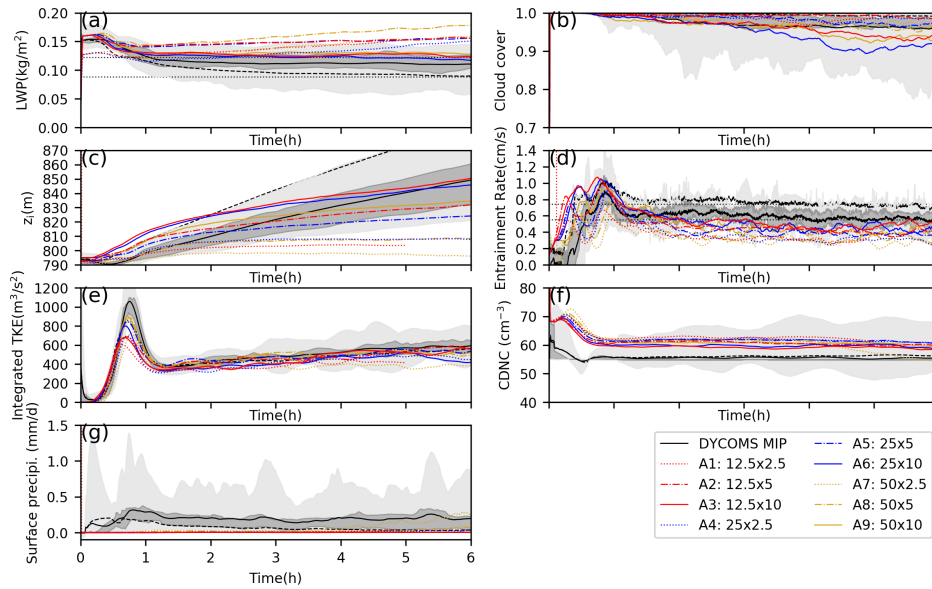 (a)
LWP(kg/m²)
0.20
0.15
0.10
0.05
0.00
Time(h)
(b)
Cloud cover
1.0
0.9
0.8
0.7
Time(h)
(c)
zᵢ(m)
870
860
850
840
830
820
810
800
790
Time(h)
(d)
Entrainment Rate(cm/s)
1.4
1.2
1.0
0.8
0.6
0.4
0.2
0.0
Time(h)
(e)
Integrated TKE(m³/s²)
1200
1000
800
600
400
200
0
Time(h)
(f)
CDNC (cm⁻³)
80
70
60
50
40
Time(h)
(g)
Surface precipi. (mm/d)
1.5
1.0
0.5
0.0
0 1 2 3 4 5 6
Time(h)
DYCOMS MIP
A1: 12.5x2.5
A2: 12.5x5
A3: 12.5x10
A4: 25x2.5
A5: 25x5
A6: 25x10
A7: 50x2.5
A8: 50x5
A9: 50x10